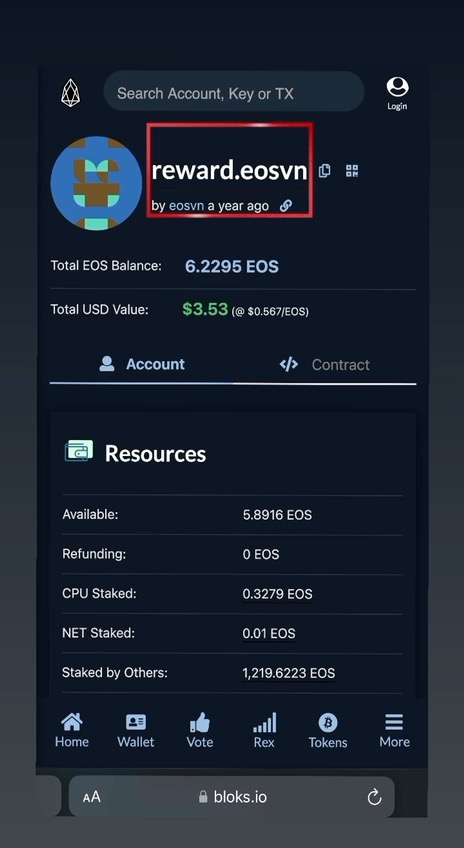 Search Account, Key or TX
Login
reward.eosvn
by eosvn a year ago
Total EOS Balance: 6.2295 EOS
Total USD Value: $3.53 (@ $0.567/EOS)
Account </> Contract
Resources
Available: 5.8916 EOS
Refunding: 0 EOS
CPU Staked: 0.3279 EOS
NET Staked: 0.01 EOS
Staked by Others: 1,219.6223 EOS
Home Wallet Vote Rex Tokens More
AA bloks.io